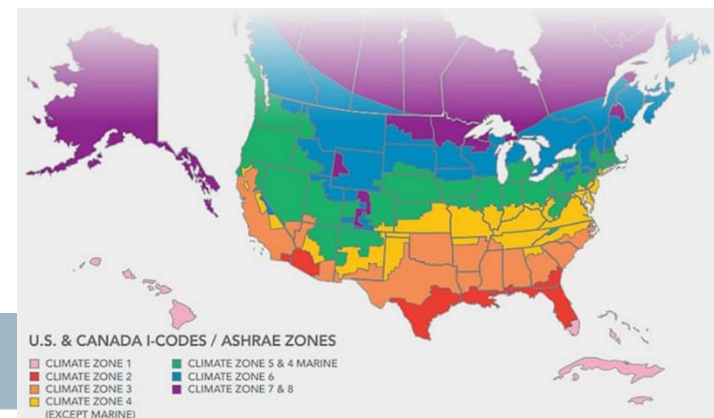 U.S. & CANADA I-CODES / ASHRAE ZONES
CLIMATE ZONE 1
CLIMATE ZONE 2
CLIMATE ZONE 3
CLIMATE ZONE 4
(EXCEPT MARINE)
CLIMATE ZONE 5 & 4 MARINE
CLIMATE ZONE 6
CLIMATE ZONE 7 & 8